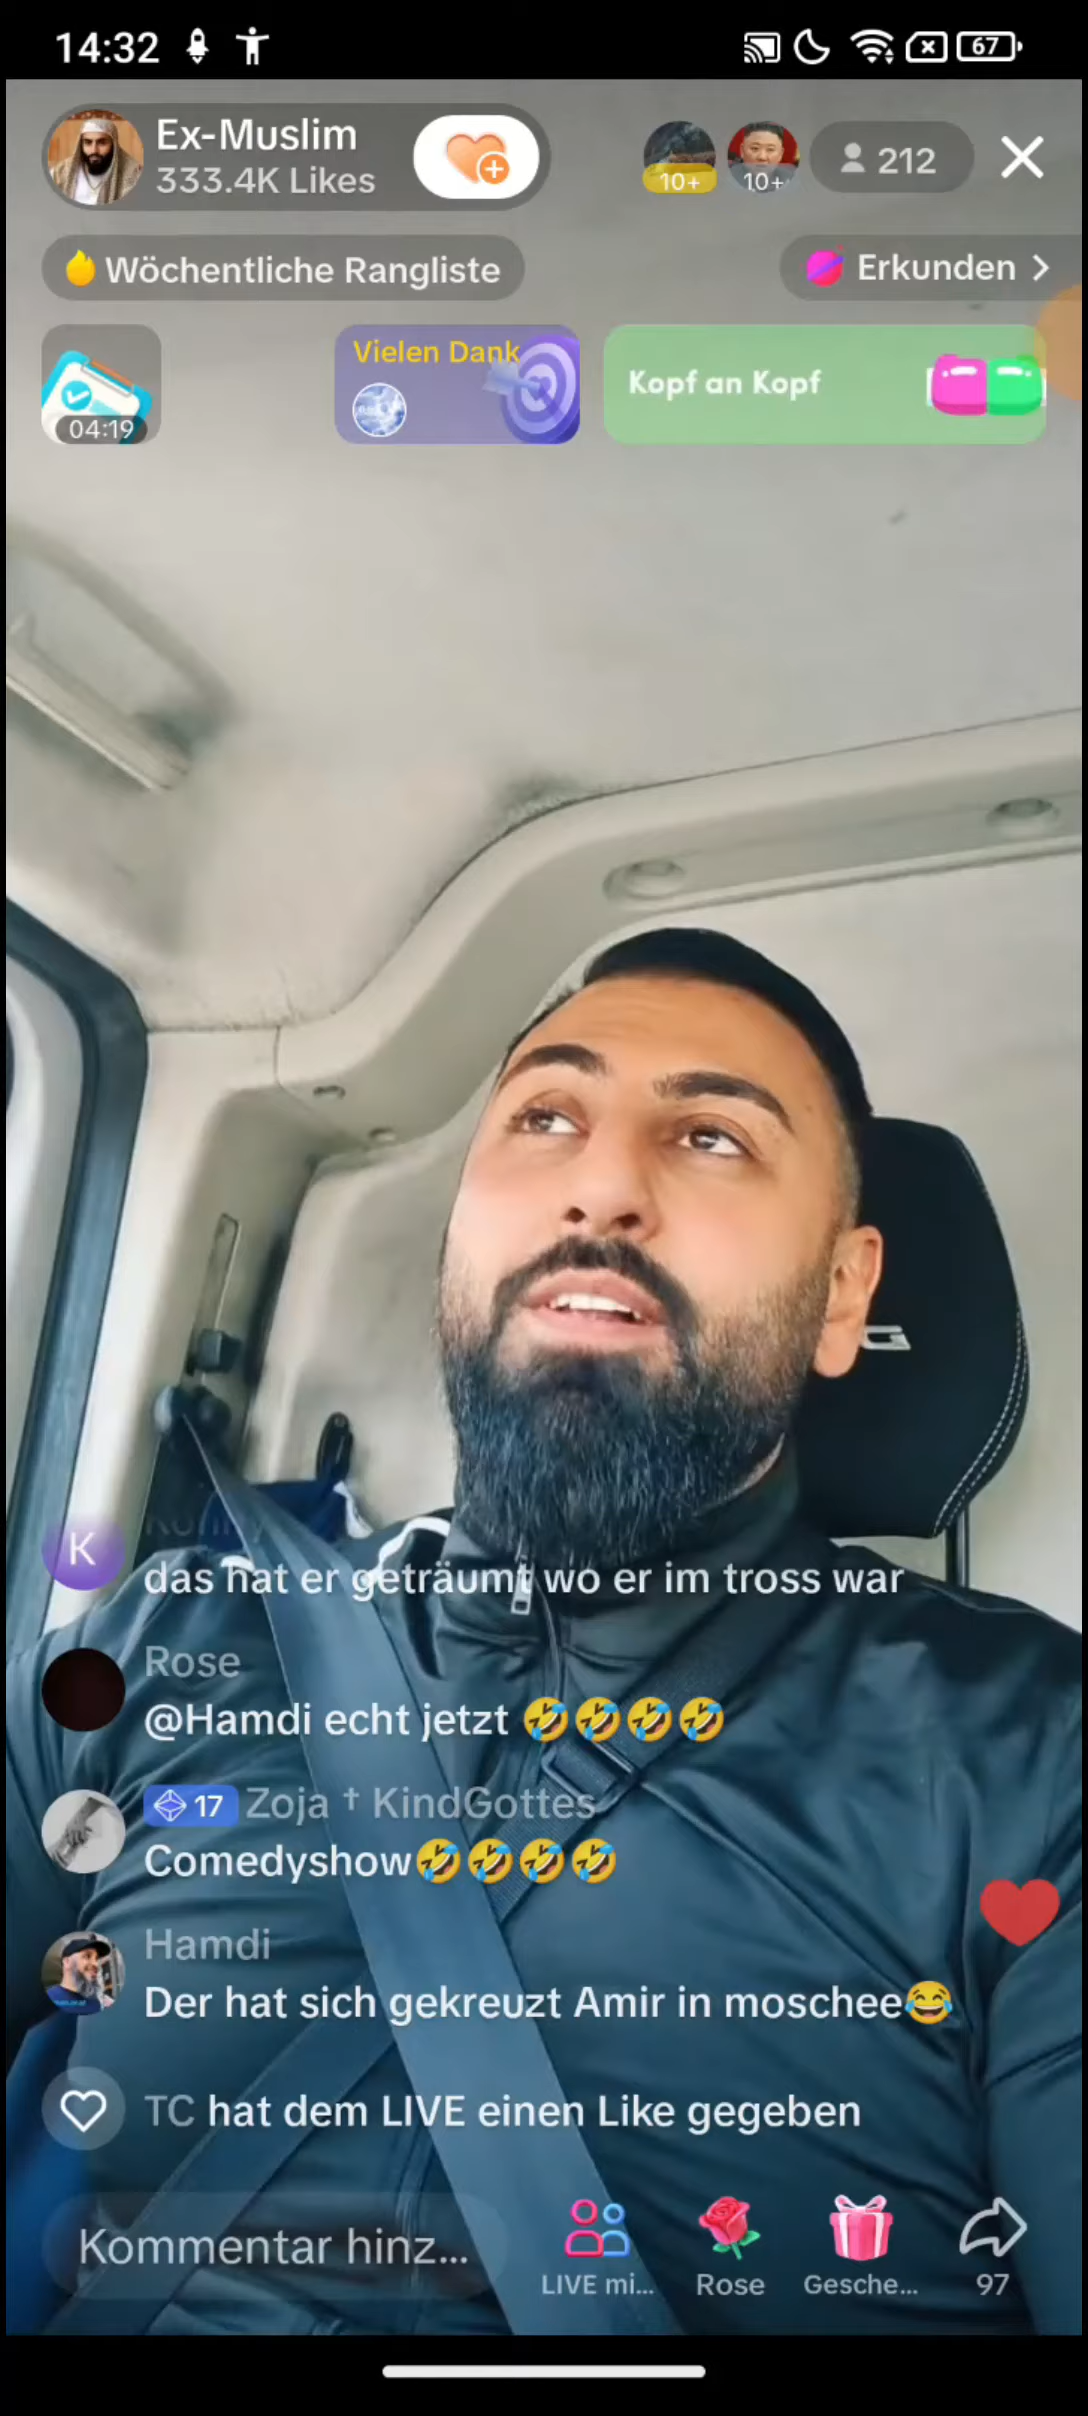 14:32
67
Ex-Muslim
333.4K Likes
10+
10+
212
Wöchentliche Rangliste
Erkunden >
04:19
Vielen Dank
Kopf an Kopf
K
das hat er geträumt wo er im tross war
Rose
@Hamdi echt jetzt 🤣🤣🤣🤣
17 Zoja † KindGottes
Comedyshow🤣🤣🤣🤣
Hamdi
Der hat sich gekreuzt Amir in moschee😂
TC hat dem LIVE einen Like gegeben
Kommentar hinz...
LIVE mi...
Rose
Gesche...
97